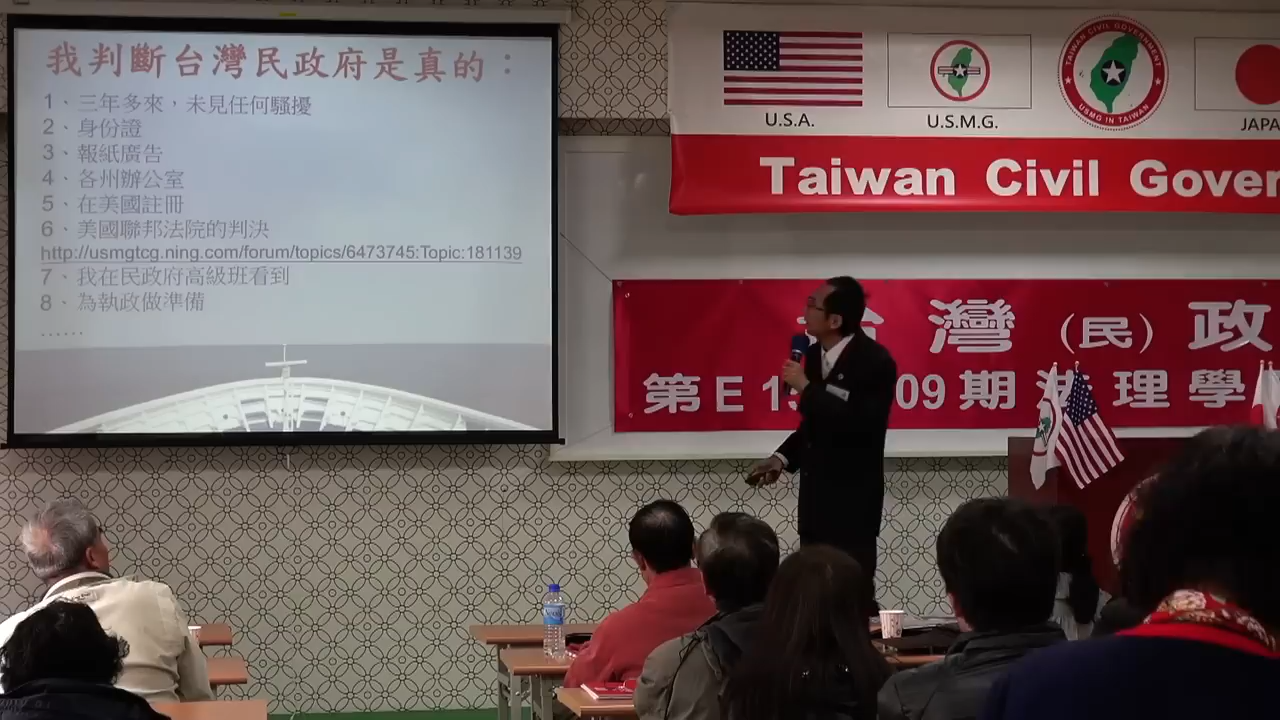 我判斷台灣民政府是真的：
1、三年多來，未見任何騷擾
2、身份證
3、報紙廣告
4、各州辦公室
5、在美國註冊
6、美國聯邦法院的判決
http://usmgtcg.ning.com/forum/topics/6473745:Topic:181139
7、我在民政府高級班看到
8、為執政做準備
......
U.S.A.
U.S.M.G.
TAIWAN CIVIL GOVERNMENT
USMG IN TAIWAN
JAPA
Taiwan Civil Gover
台灣（民）政
第E1 09期 理學